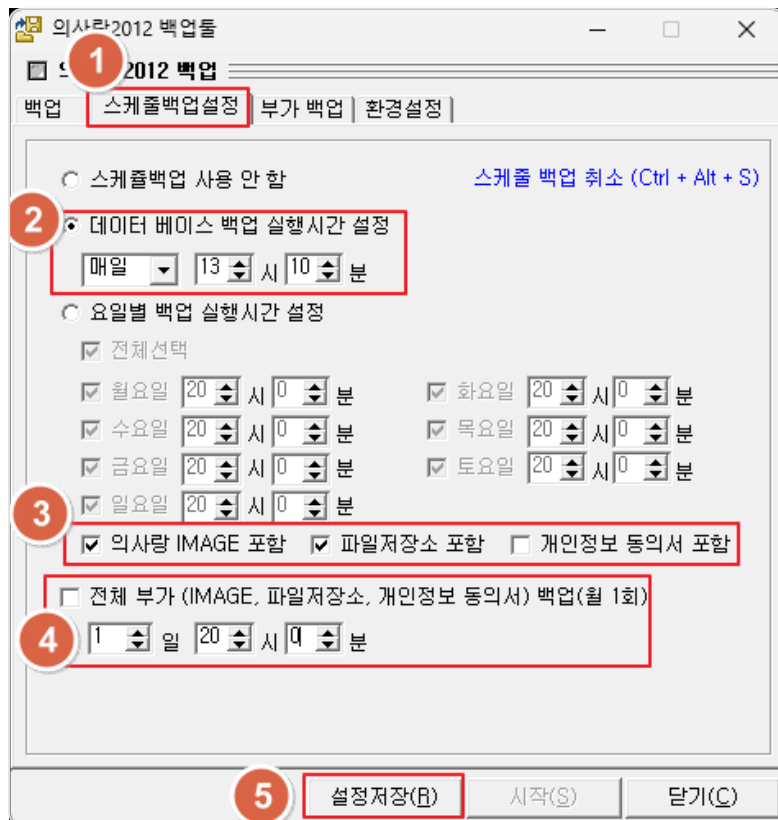 의사랑2012 백업툴
1
2012 백업
백업 스케줄백업설정 부가 백업 환경설정
스케쥴백업 사용 안 함 스케줄 백업 취소 (Ctrl + Alt + S)
2
데이터 베이스 백업 실행시간 설정
매일 13 시 10 분
요일별 백업 실행시간 설정
전체선택
월요일 20 시 0 분 화요일 20 시 0 분
수요일 20 시 0 분 목요일 20 시 0 분
금요일 20 시 0 분 토요일 20 시 0 분
일요일 20 시 0 분
3
의사랑 IMAGE 포함 파일저장소 포함 개인정보 동의서 포함
전체 부가 (IMAGE, 파일저장소, 개인정보 동의서) 백업(월 1회)
4
1 일 20 시 0 분
5
설정저장(R) 시작(S) 닫기(C)